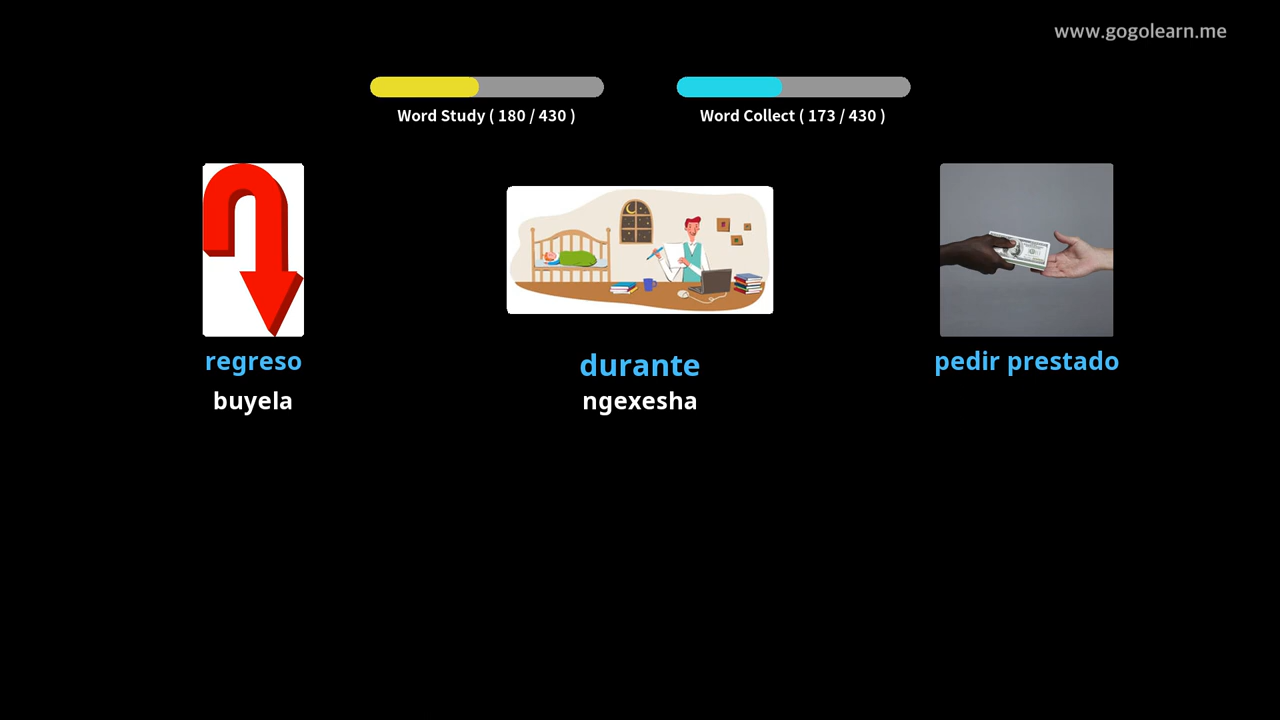 www.gogolearn.me
Word Study ( 180 / 430 )
Word Collect ( 173 / 430 )
regreso
durante
pedir prestado
buyela
ngexesha